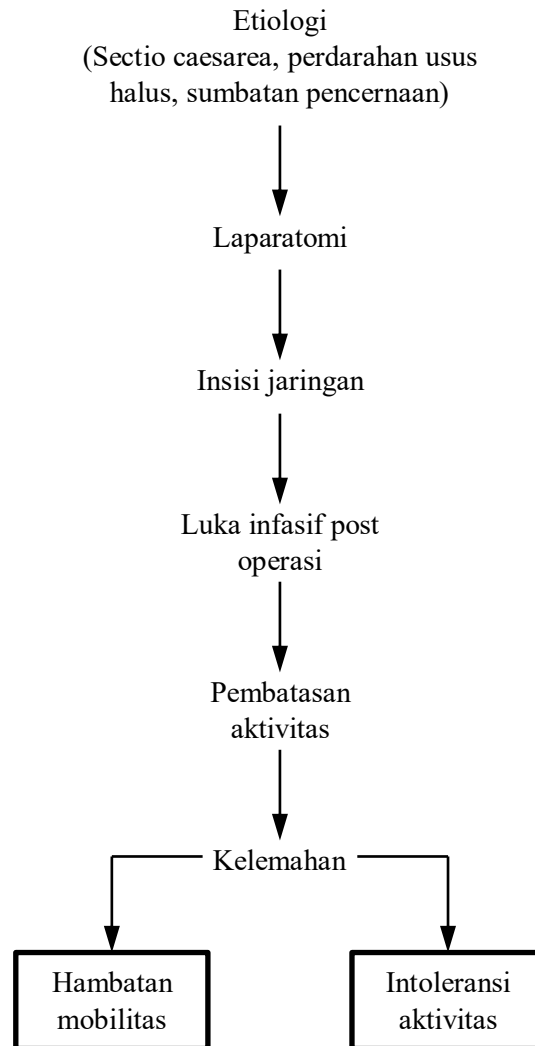 Etiologi
(Sectio caesarea, perdarahan usus
halus, sumbatan pencernaan)
Laparatomi
Insisi jaringan
Luka infasif post
operasi
Pembatasan
aktivitas
Kelemahan
Hambatan
mobilitas
Intoleransi
aktivitas